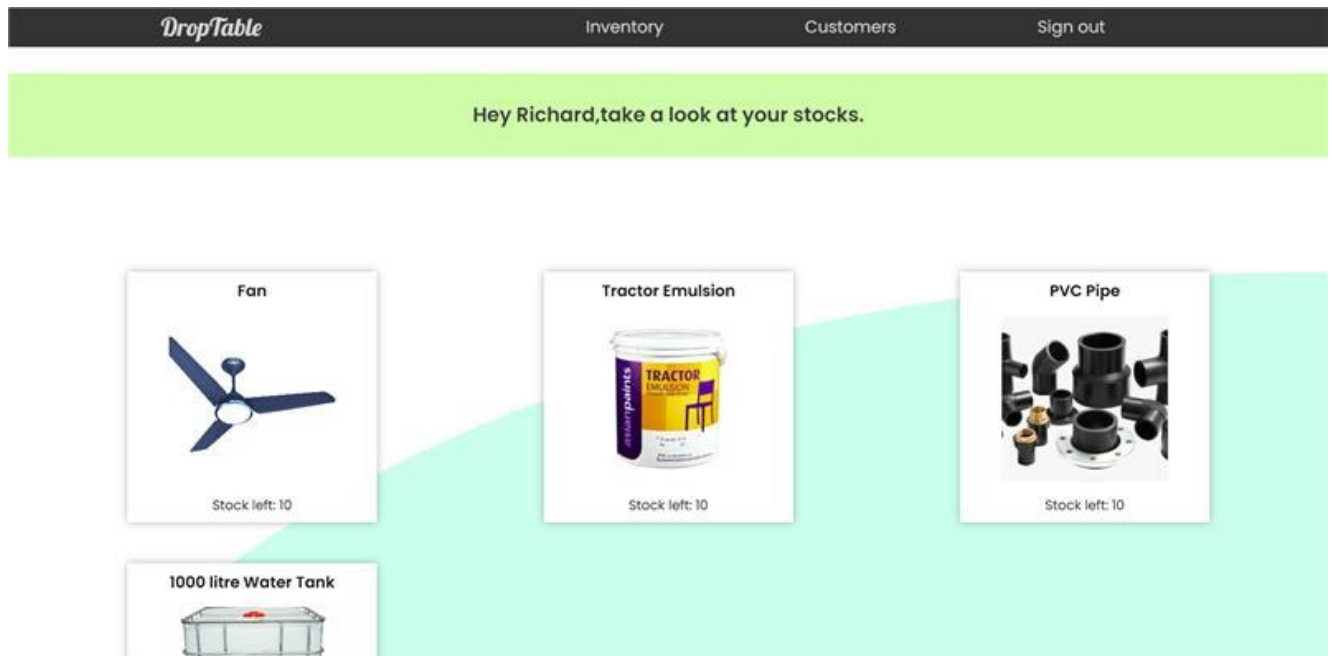 DropTable
Inventory
Customers
Sign out
Hey Richard,take a look at your stocks.
Fan
Tractor Emulsion
PVC Pipe
asianpaints
TRACTOR
EMULSION
Stock left: 10
Stock left: 10
Stock left: 10
1000 litre Water Tank